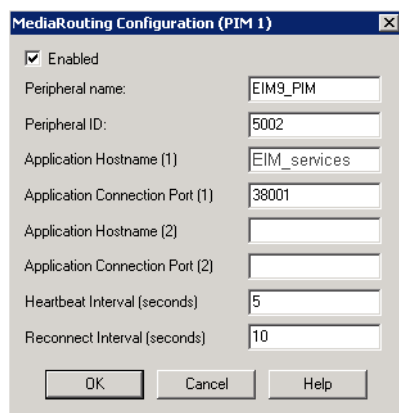 MediaRouting Configuration (PIM 1)
Enabled
Peripheral name: EIM9_PIM
Peripheral ID: 5002
Application Hostname (1) EIM_services
Application Connection Port (1) 38001
Application Hostname (2)
Application Connection Port (2)
Heartbeat Interval (seconds) 5
Reconnect Interval (seconds) 10
OK Cancel Help